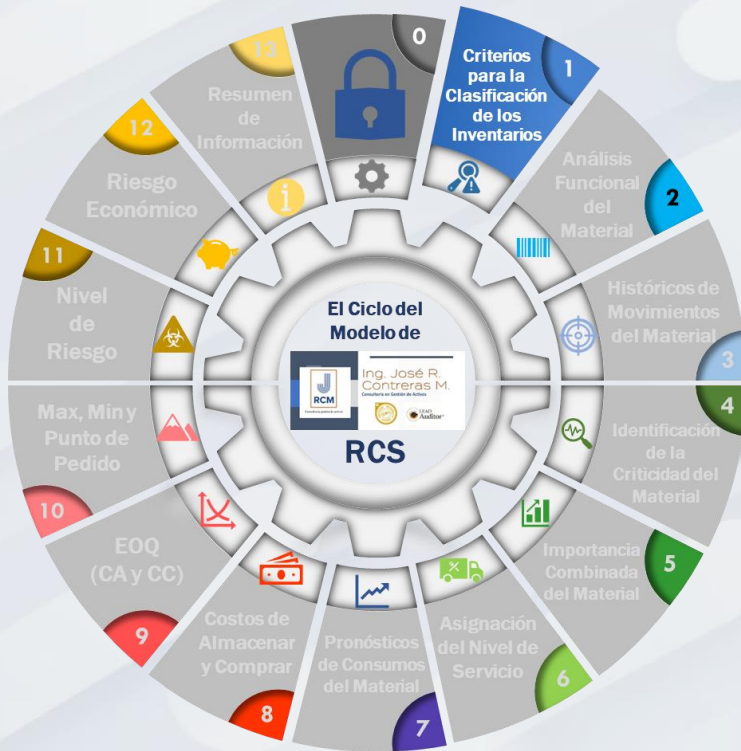 0
1
Criterios
para la
Clasificación
de los
Inventarios
2
Análisis
Funcional
del
Material
3
Históricos de
Movimientos
del Material
4
Identificación
de la
Criticidad del
Material
5
Importancia
Combinada
del Material
6
Asignación
del Nivel de
Servicio
7
Pronósticos
de Consumos
del Material
8
Costos de
Almacenar
y Comprar
9
EOQ
(CA y CC)
10
Max, Min y
Punto de
Pedido
11
Nivel
de
Riesgo
12
Riesgo
Económico
13
Resumen
de
Información
El Ciclo del
Modelo de
J
RCM
Ing. José R.
Contreras M.
Consultoría en Gestión de Activos
LEAD
Auditor
RCS